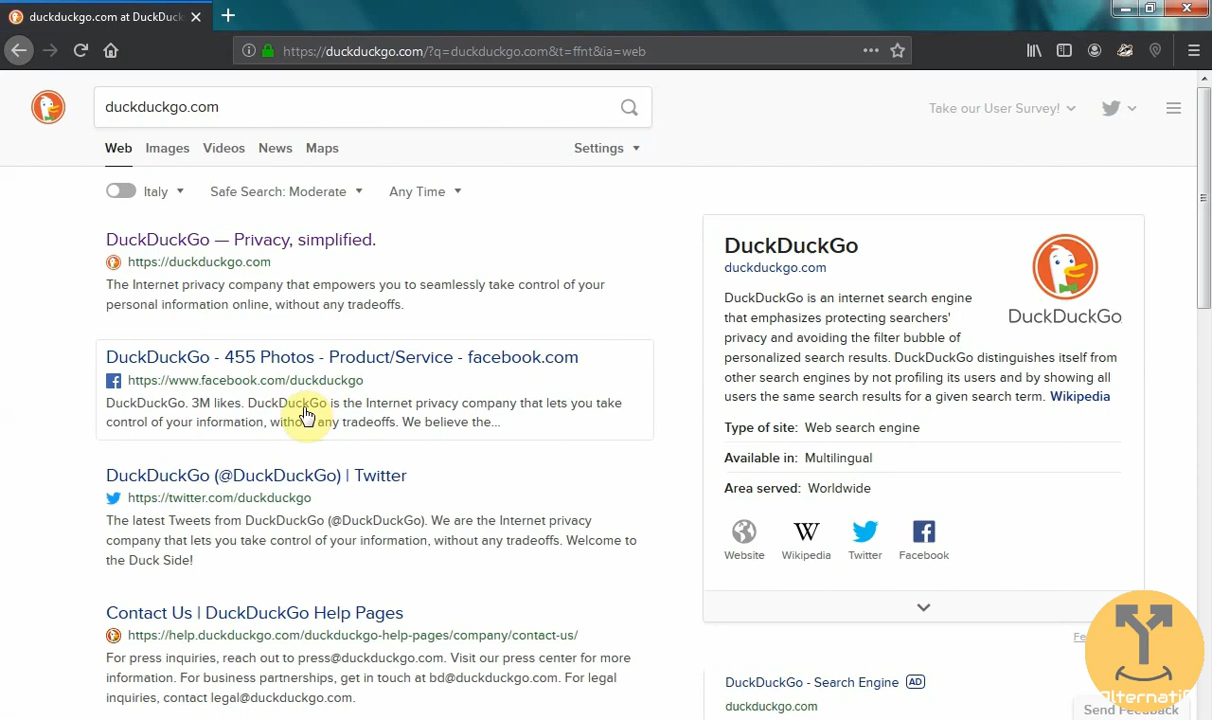 duckduckgo.com at DuckDuck
https://duckduckgo.com/?q=duckduckgo.com&t=ffnt&ia=web
duckduckgo.com
Take our User Survey!
Web Images Videos News Maps Settings
Italy Safe Search: Moderate Any Time
DuckDuckGo — Privacy, simplified.
https://duckduckgo.com
The Internet privacy company that empowers you to seamlessly take control of your
personal information online, without any tradeoffs.
DuckDuckGo - 455 Photos - Product/Service - facebook.com
https://www.facebook.com/duckduckgo
DuckDuckGo. 3M likes. DuckDuckGo is the Internet privacy company that lets you take
control of your information, without any tradeoffs. We believe the...
DuckDuckGo (@DuckDuckGo) | Twitter
https://twitter.com/duckduckgo
The latest Tweets from DuckDuckGo (@DuckDuckGo). We are the Internet privacy
company that lets you take control of your information, without any tradeoffs. Welcome to
the Duck Side!
Contact Us | DuckDuckGo Help Pages
https://help.duckduckgo.com/duckduckgo-help-pages/company/contact-us/
For press inquiries, reach out to press@duckduckgo.com. Visit our press center for more
information. For business partnerships, get in touch at bd@duckduckgo.com. For legal
inquiries, contact legal@duckduckgo.com.
DuckDuckGo
duckduckgo.com
DuckDuckGo
DuckDuckGo is an internet search engine
that emphasizes protecting searchers'
privacy and avoiding the filter bubble of
personalized search results. DuckDuckGo distinguishes itself from
other search engines by not profiling its users and by showing all
users the same search results for a given search term. Wikipedia
Type of site: Web search engine
Available in: Multilingual
Area served: Worldwide
Website Wikipedia Twitter Facebook
DuckDuckGo - Search Engine AD
duckduckgo.com
Send Feedback